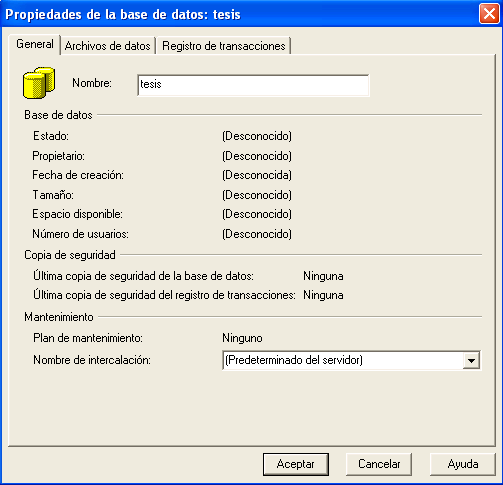 Propiedades de la base de datos: tesis
General Archivos de datos Registro de transacciones
Nombre: tesis
Base de datos
Estado: (Desconocido)
Propietario: (Desconocido)
Fecha de creación: (Desconocida)
Tamaño: (Desconocido)
Espacio disponible: (Desconocido)
Número de usuarios: (Desconocido)
Copia de seguridad
Última copia de seguridad de la base de datos: Ninguna
Última copia de seguridad del registro de transacciones: Ninguna
Mantenimiento
Plan de mantenimiento: Ninguno
Nombre de intercalación: (Predeterminado del servidor)
Aceptar Cancelar Ayuda